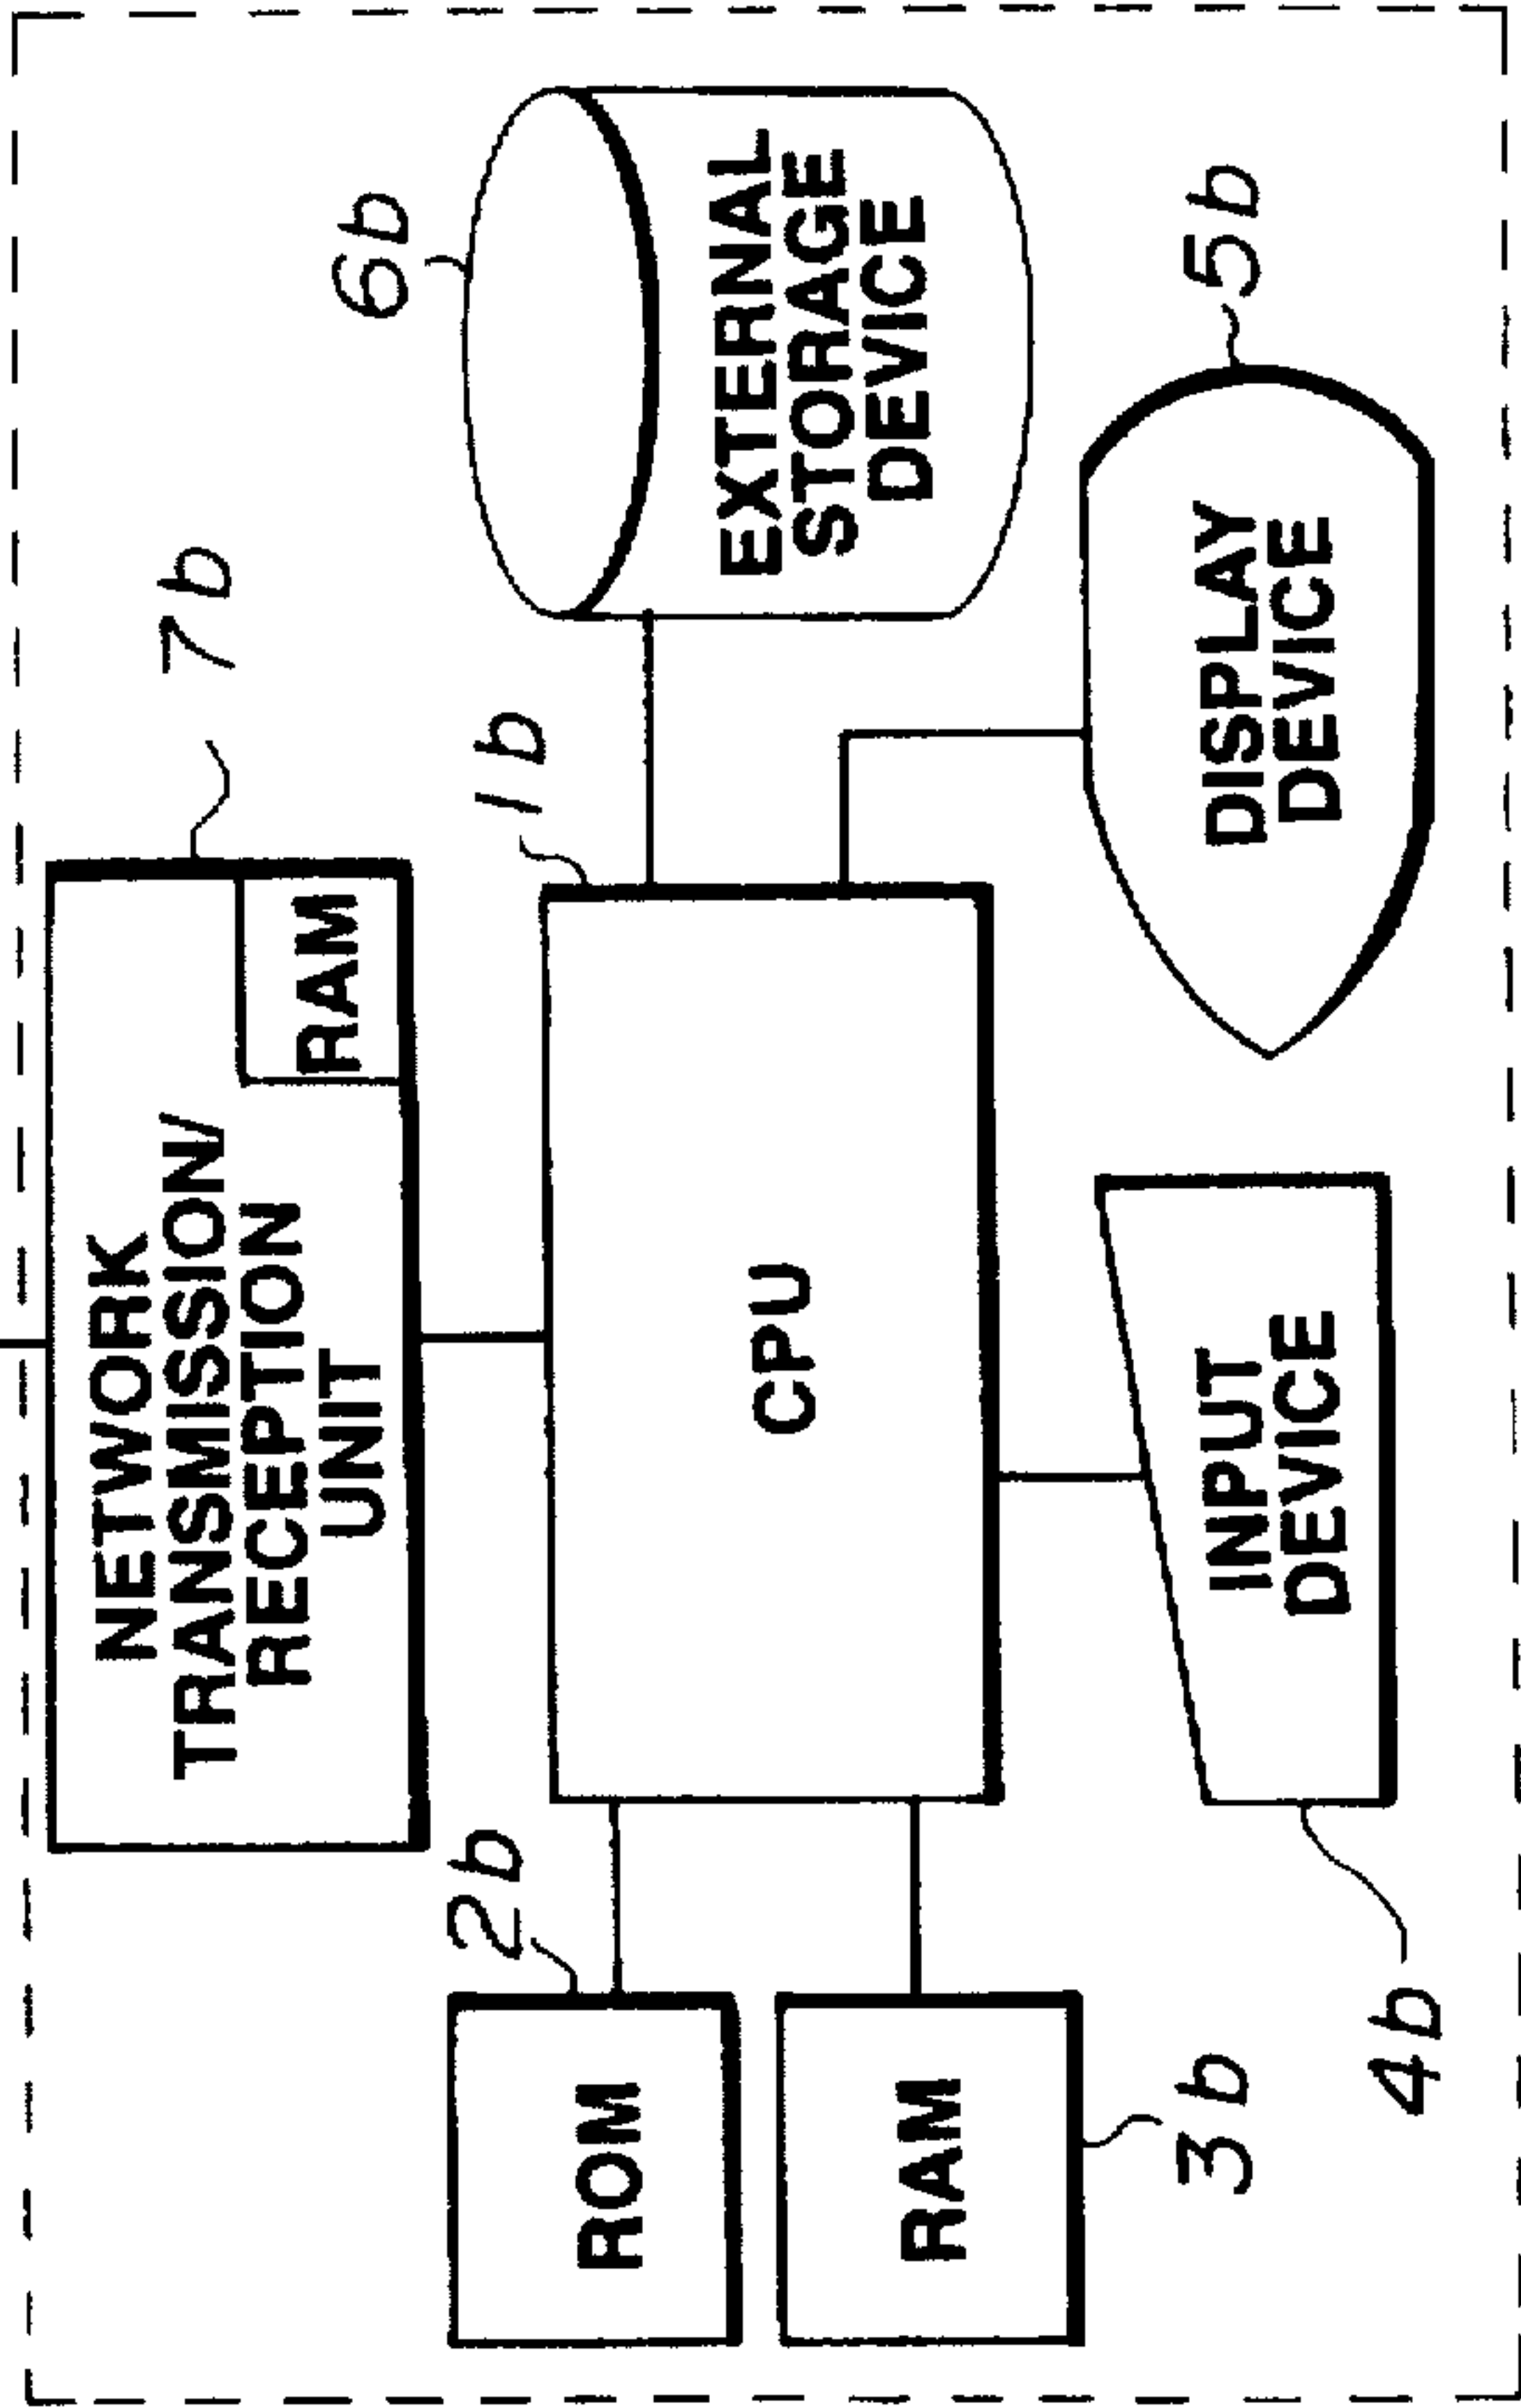 NETWORK
TRANSMISSION/
RECEPTION
UNIT
RAM
7b
2b
1b
6b
ROM
CPU
EXTERNAL
STORAGE
DEVICE
RAM
3b
INPUT
DEVICE
4b
DISPLAY
DEVICE
5b